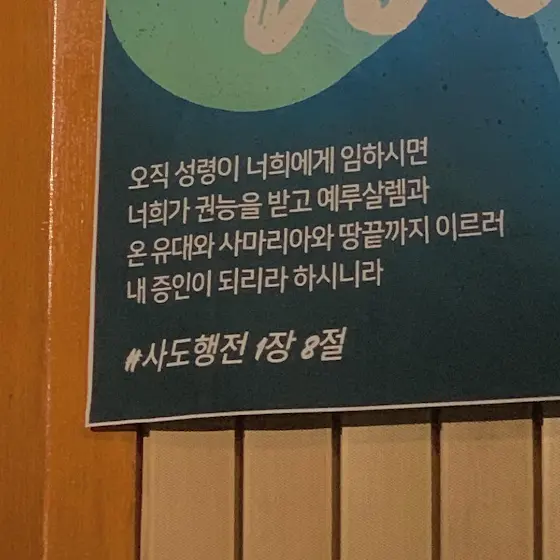 오직 성령이 너희에게 임하시면
너희가 권능을 받고 예루살렘과
온 유대와 사마리아와 땅끝까지 이르러
내 증인이 되리라 하시니라
#사도행전 1장 8절